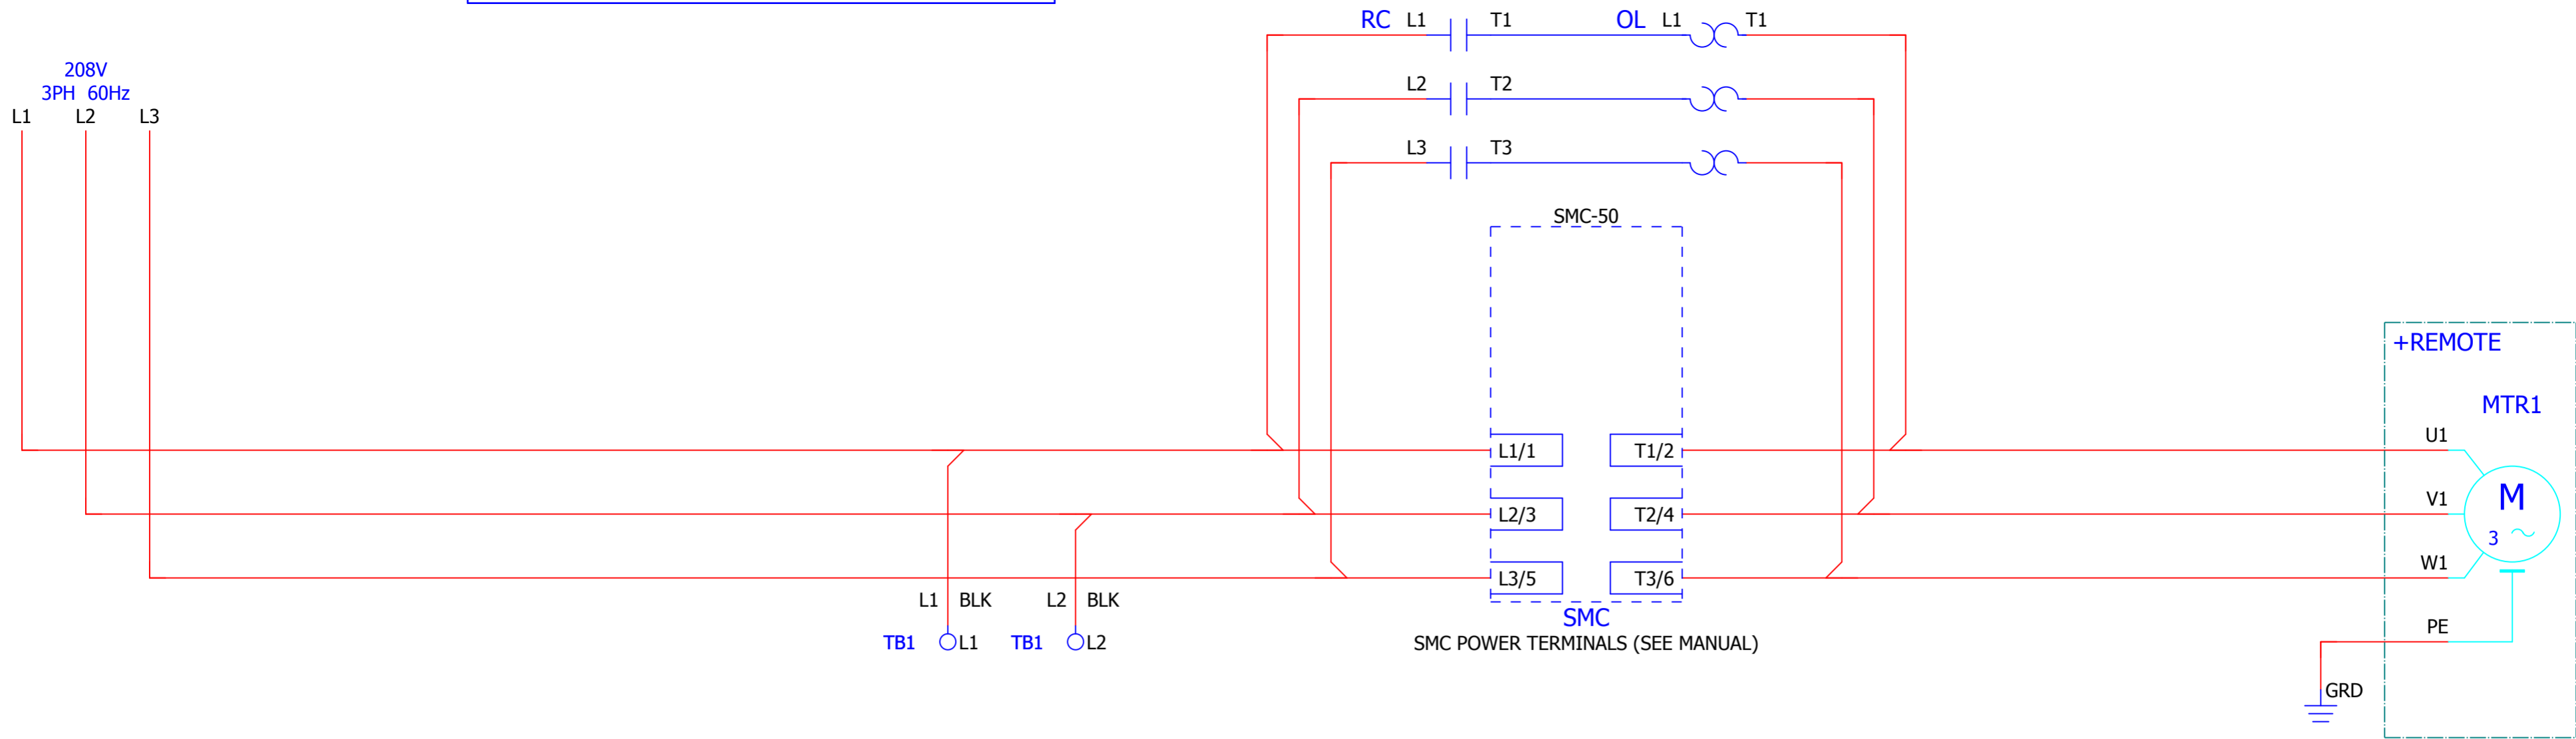 RC L1 T1 OL L1 T1
208V
3PH 60Hz
L1 L2 L3
L2 T2
L3 T3
SMC-50
+REMOTE
MTR1
U1
L1/1 T1/2
V1
M
3
L2/3 T2/4
W1
L3/5 T3/6
L1 BLK L2 BLK
SMC
PE
TB1 L1 TB1 L2
SMC POWER TERMINALS (SEE MANUAL)
GRD